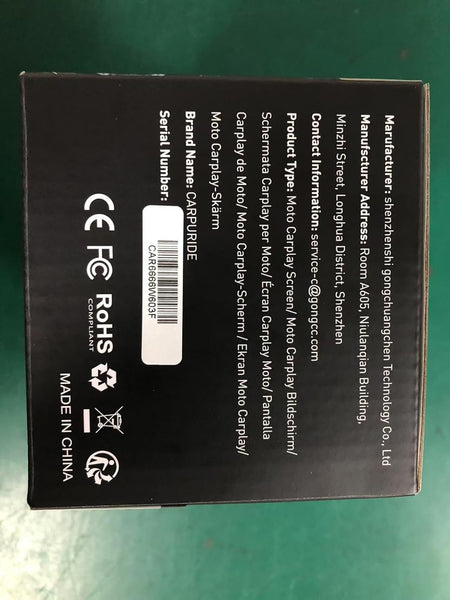 Manufacturer: shenzhenshi gongchuangchen Technology Co., Ltd
Manufscturer Address: Room A605, Niulanqian Building,
Minzhi Street, Longhua District, Shenzhen
Contact Information: service-c@gongcc.com
Product Type: Moto Carplay Screen/ Moto Carplay Bildschirm/
Schermata Carplay per Moto/ Écran Carplay Moto/ Pantalla
Carplay de Moto/ Moto Carplay-Scherm / Ekran Moto Carplay/
Moto Carplay-Skärm
Brand Name: CARPURIDE
Serial Number:
CAR6866W603F
CE FC RoHS
COMPLIANT
MADE IN CHINA